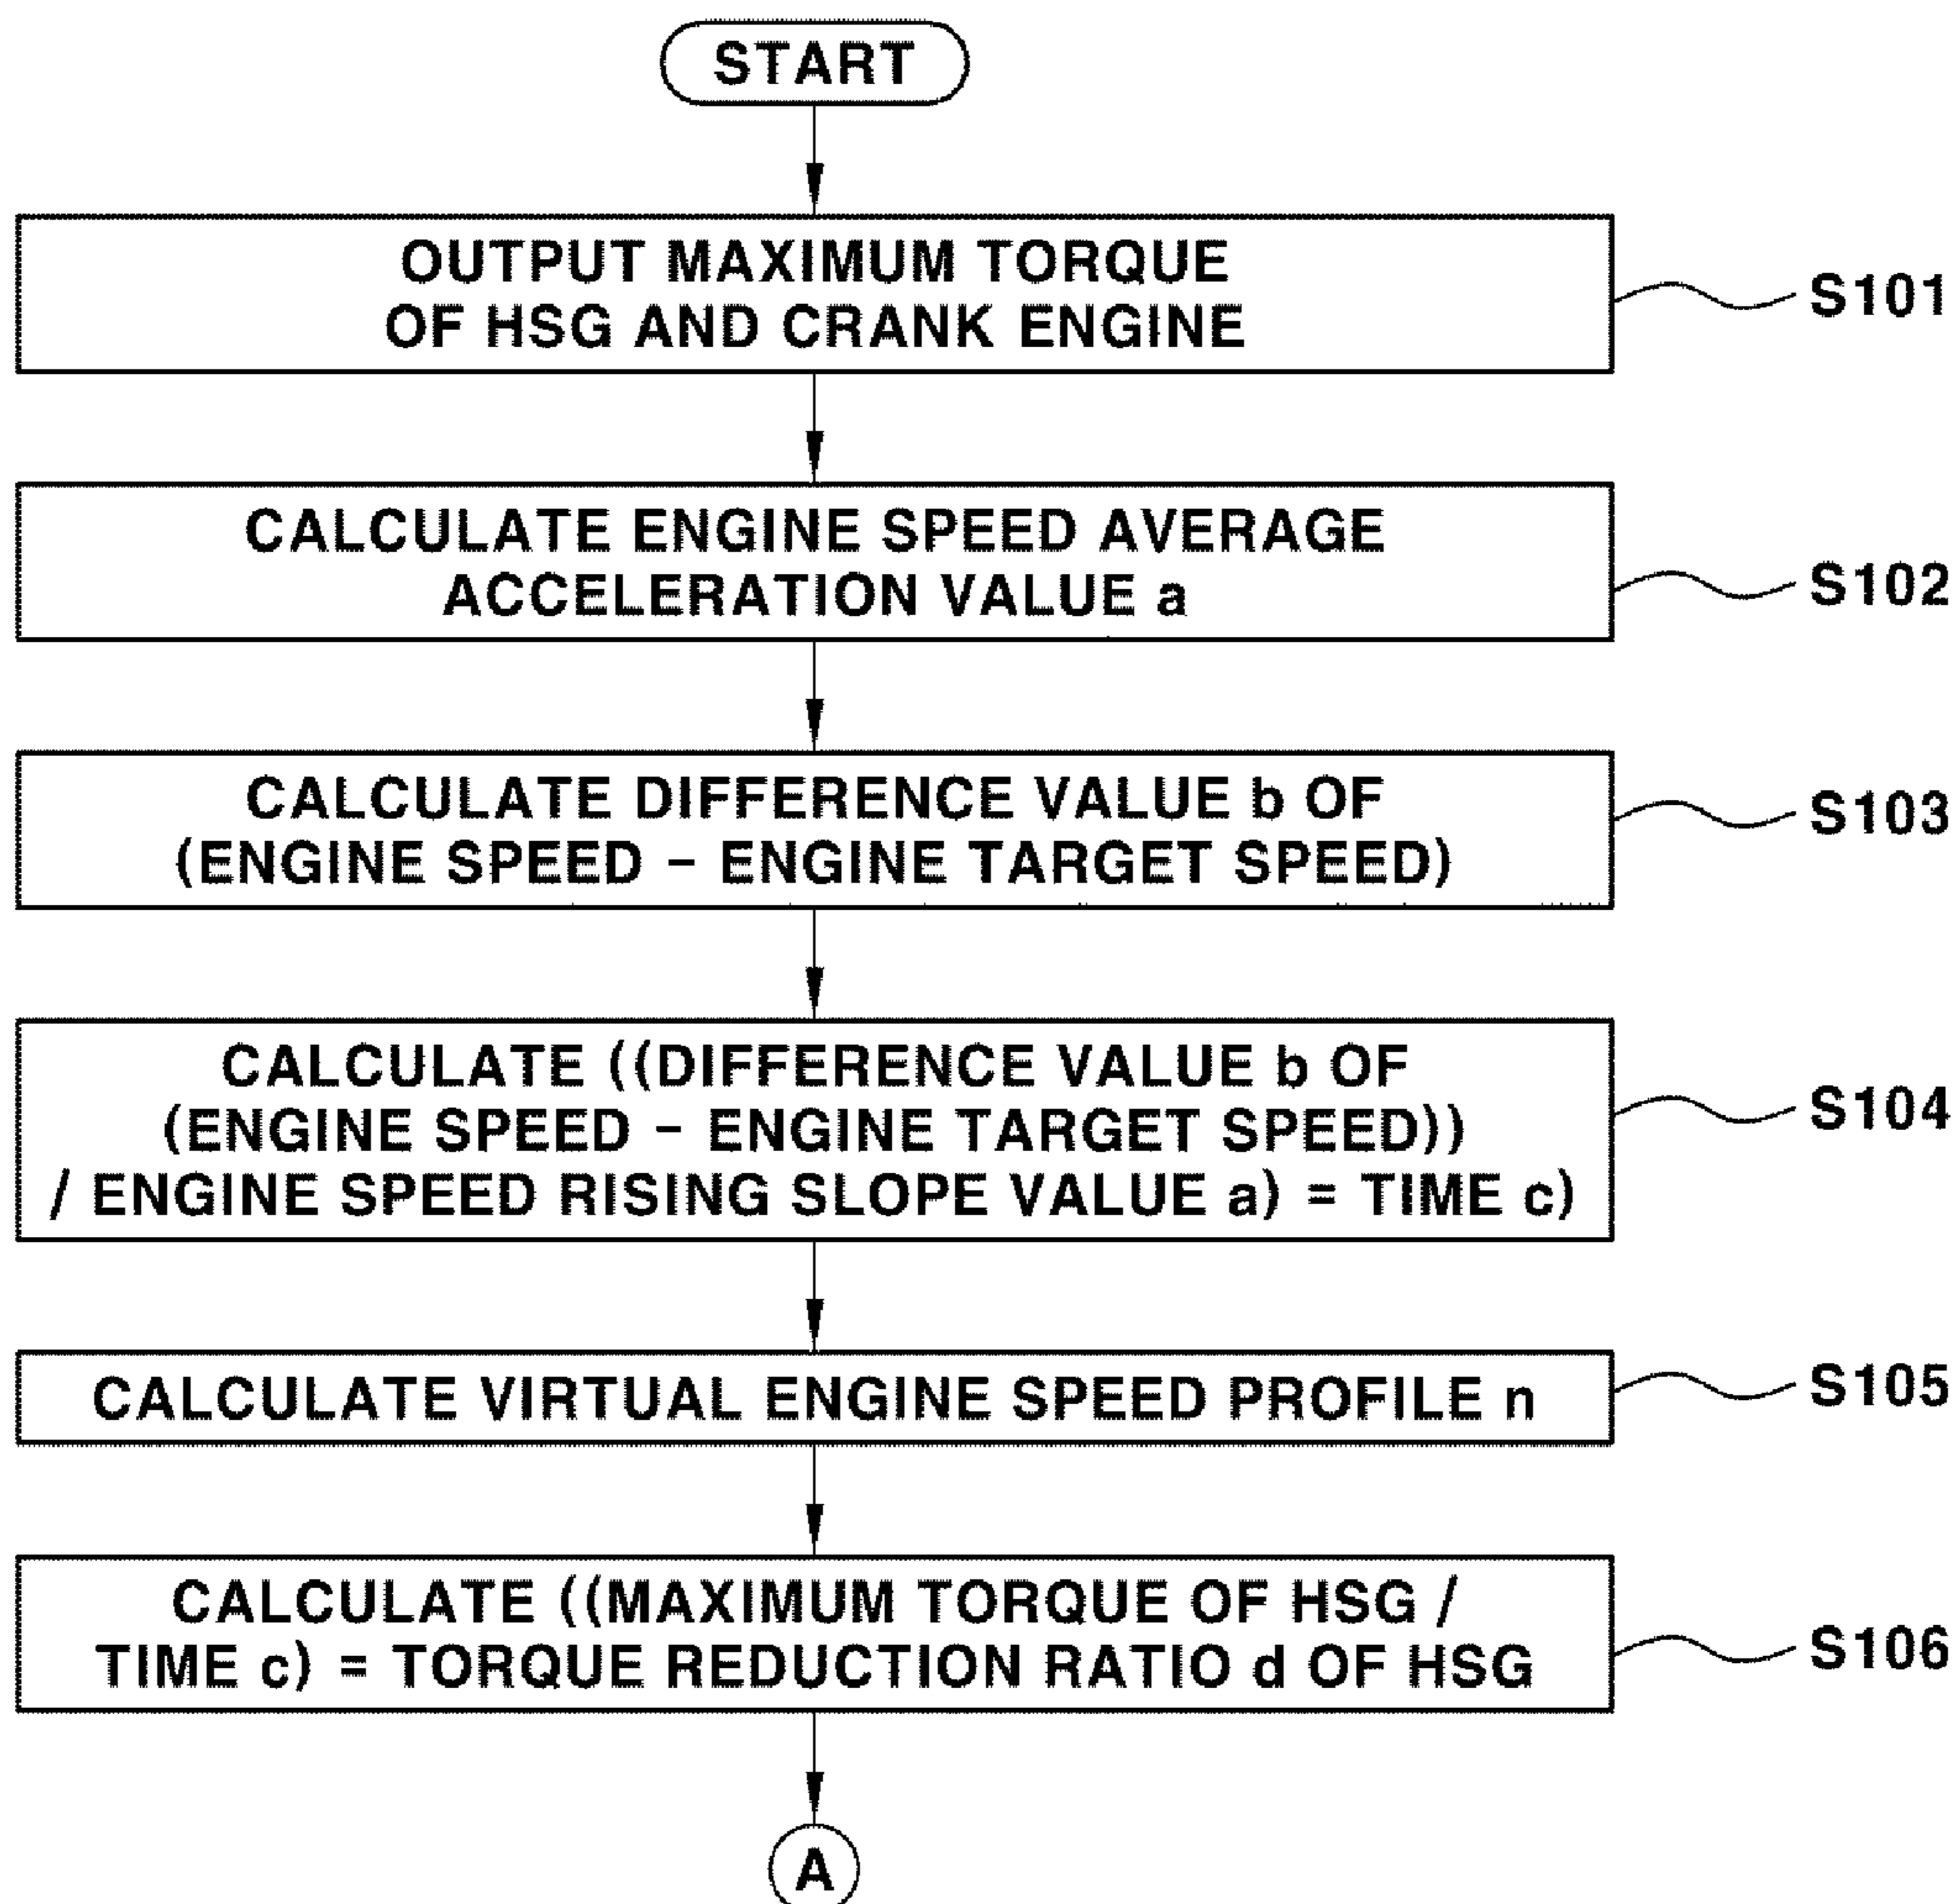 START
OUTPUT MAXIMUM TORQUE
OF HSG AND CRANK ENGINE
S101
CALCULATE ENGINE SPEED AVERAGE
ACCELERATION VALUE a
S102
CALCULATE DIFFERENCE VALUE b OF
(ENGINE SPEED – ENGINE TARGET SPEED)
S103
CALCULATE ((DIFFERENCE VALUE b OF
(ENGINE SPEED – ENGINE TARGET SPEED))
/ ENGINE SPEED RISING SLOPE VALUE a) = TIME c)
S104
CALCULATE VIRTUAL ENGINE SPEED PROFILE n
S105
CALCULATE ((MAXIMUM TORQUE OF HSG /
TIME c) = TORQUE REDUCTION RATIO d OF HSG
S106
A